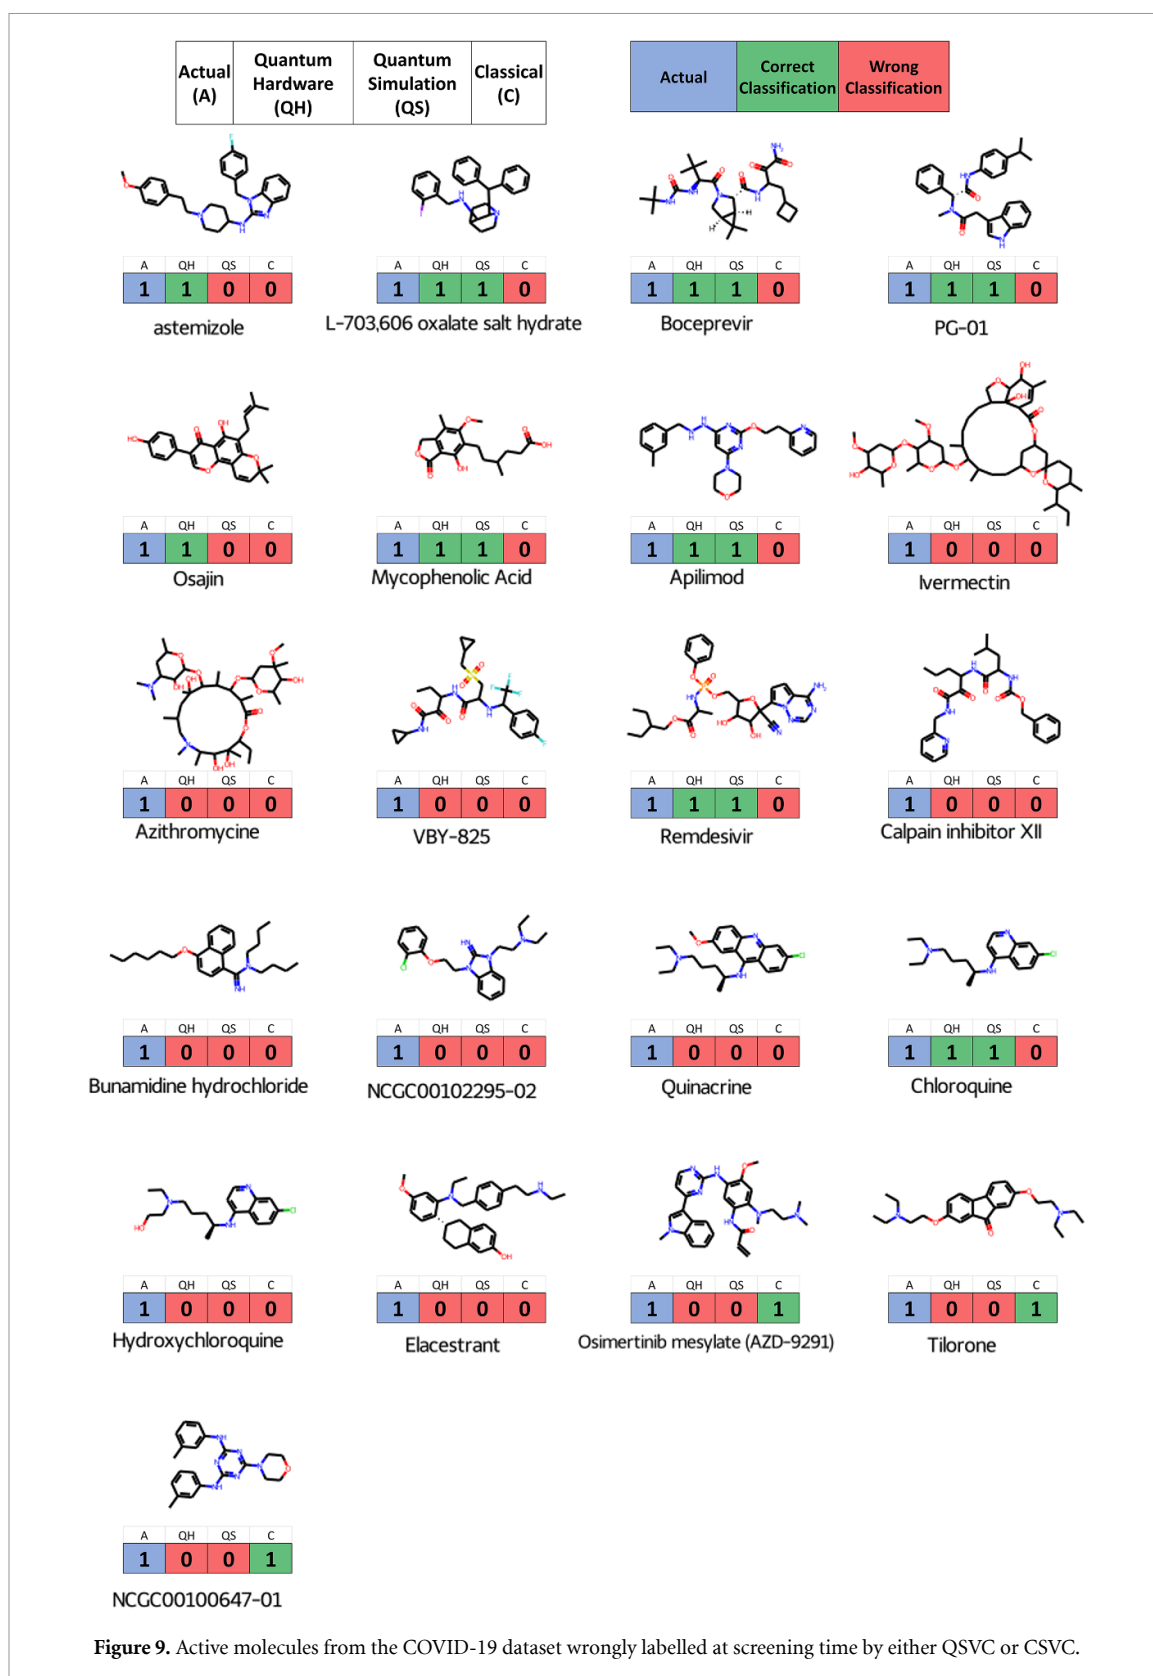 Actual (A) Quantum Hardware (QH) Quantum Simulation (QS) Classical (C)
Actual Correct Classification Wrong Classification
A QH QS C A QH QS C A QH QS C A QH QS C
1 1 0 0 1 1 1 0 1 1 1 0 1 1 1 0
astemizole L-703,606 oxalate salt hydrate Boceprevir PG-01
A QH QS C A QH QS C A QH QS C A QH QS C
1 1 0 0 1 1 1 0 1 1 1 0 1 0 0 0
Osajin Mycophenolic Acid Apilimod Ivermectin
A QH QS C A QH QS C A QH QS C A QH QS C
1 0 0 0 1 0 0 0 1 1 1 0 1 0 0 0
Azithromycine VBY-825 Remdesivir Calpain inhibitor XII
A QH QS C A QH QS C A QH QS C A QH QS C
1 0 0 0 1 0 0 0 1 0 0 0 1 1 1 0
Bunamidine hydrochloride NCGC00102295-02 Quinacrine Chloroquine
A QH QS C A QH QS C A QH QS C A QH QS C
1 0 0 0 1 0 0 0 1 0 0 1 1 0 0 1
Hydroxychloroquine Elacestrant Osimertinib mesylate (AZD-9291) Tilorone
A QH QS C
1 0 0 1
NCGC00100647-01
Figure 9. Active molecules from the COVID-19 dataset wrongly labelled at screening time by either QSVC or CSVC.